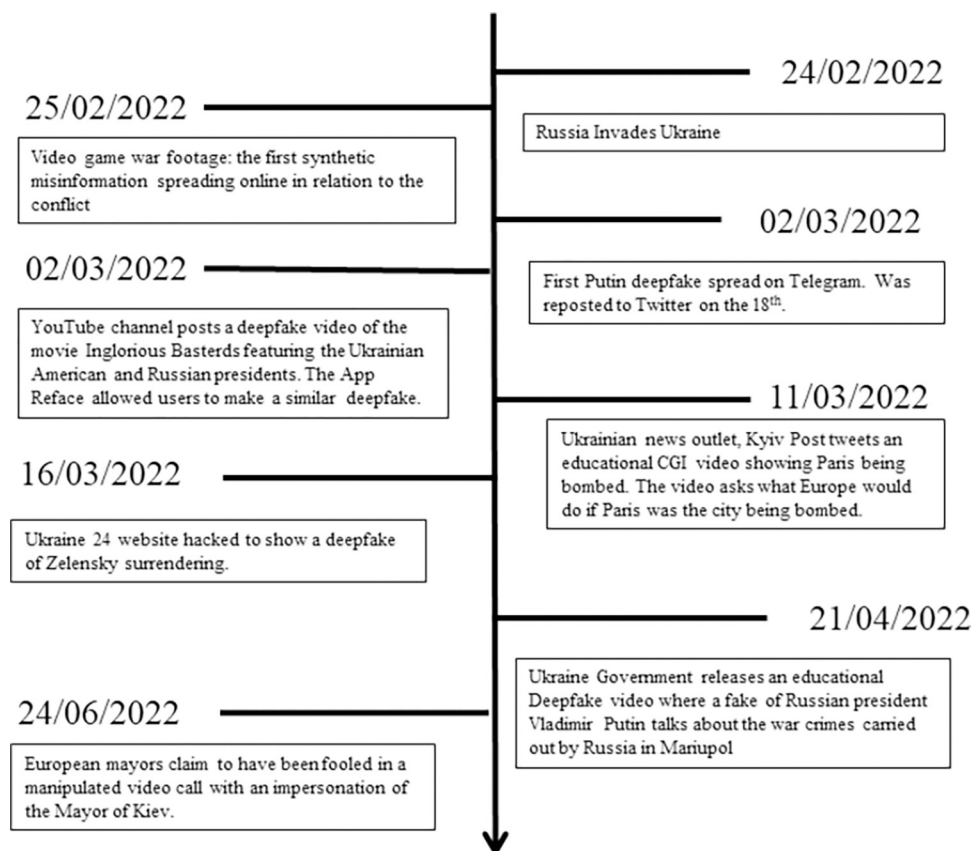 24/02/2022
Russia Invades Ukraine
25/02/2022
Video game war footage: the first synthetic
misinformation spreading online in relation to the
conflict
02/03/2022
First Putin deepfake spread on Telegram. Was
reposted to Twitter on the 18th.
02/03/2022
YouTube channel posts a deepfake video of the
movie Inglorious Basterds featuring the Ukrainian
American and Russian presidents. The App
Reface allowed users to make a similar deepfake.
11/03/2022
Ukrainian news outlet, Kyiv Post tweets an
educational CGI video showing Paris being
bombed. The video asks what Europe would
do if Paris was the city being bombed.
16/03/2022
Ukraine 24 website hacked to show a deepfake
of Zelensky surrendering.
21/04/2022
Ukraine Government releases an educational
Deepfake video where a fake of Russian president
Vladimir Putin talks about the war crimes carried
out by Russia in Mariupol
24/06/2022
European mayors claim to have been fooled in a
manipulated video call with an impersonation of
the Mayor of Kiev.